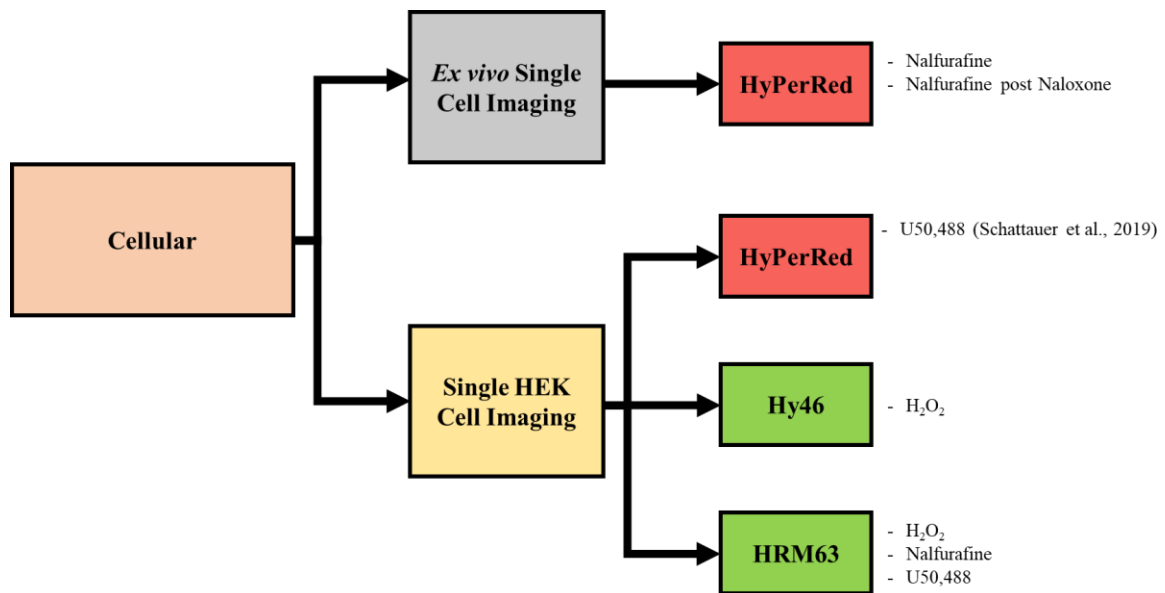 Ex vivo Single
Cell Imaging
HyPerRed
- Nalfurafine
- Nalfurafine post Naloxone
Cellular
HyPerRed
- U50,488 (Schattauer et al., 2019)
Single HEK
Cell Imaging
Hy46
- H₂O₂
HRM63
- H₂O₂
- Nalfurafine
- U50,488